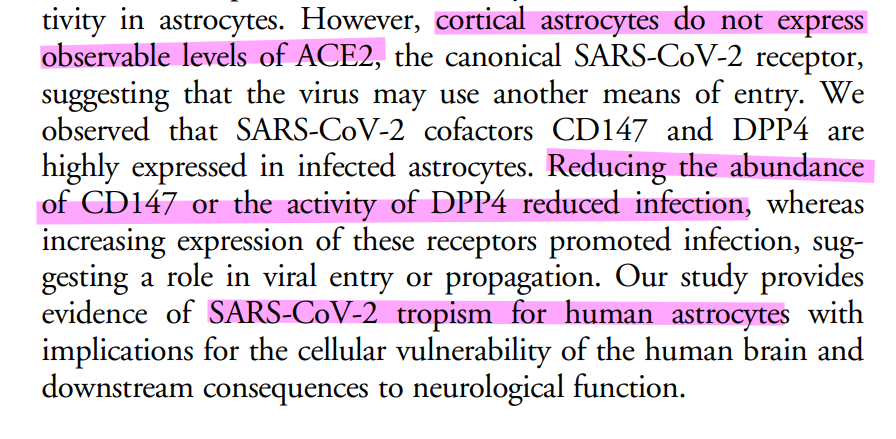 tivity in astrocytes. However, cortical astrocytes do not express
observable levels of ACE2, the canonical SARS-CoV-2 receptor,
suggesting that the virus may use another means of entry. We
observed that SARS-CoV-2 cofactors CD147 and DPP4 are
highly expressed in infected astrocytes. Reducing the abundance
of CD147 or the activity of DPP4 reduced infection, whereas
increasing expression of these receptors promoted infection, sug-
gesting a role in viral entry or propagation. Our study provides
evidence of SARS-CoV-2 tropism for human astrocytes with
implications for the cellular vulnerability of the human brain and
downstream consequences to neurological function.